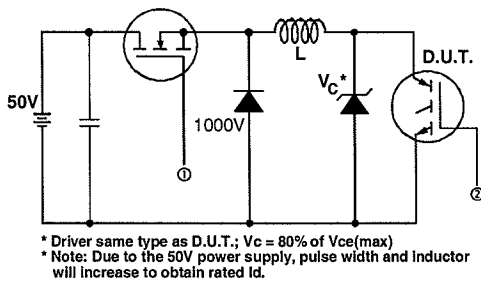 50V
1000V
L
VC*
D.U.T.
①
②
* Driver same type as D.U.T.; Vc = 80% of Vce(max)
* Note: Due to the 50V power supply, pulse width and inductor
will increase to obtain rated Id.